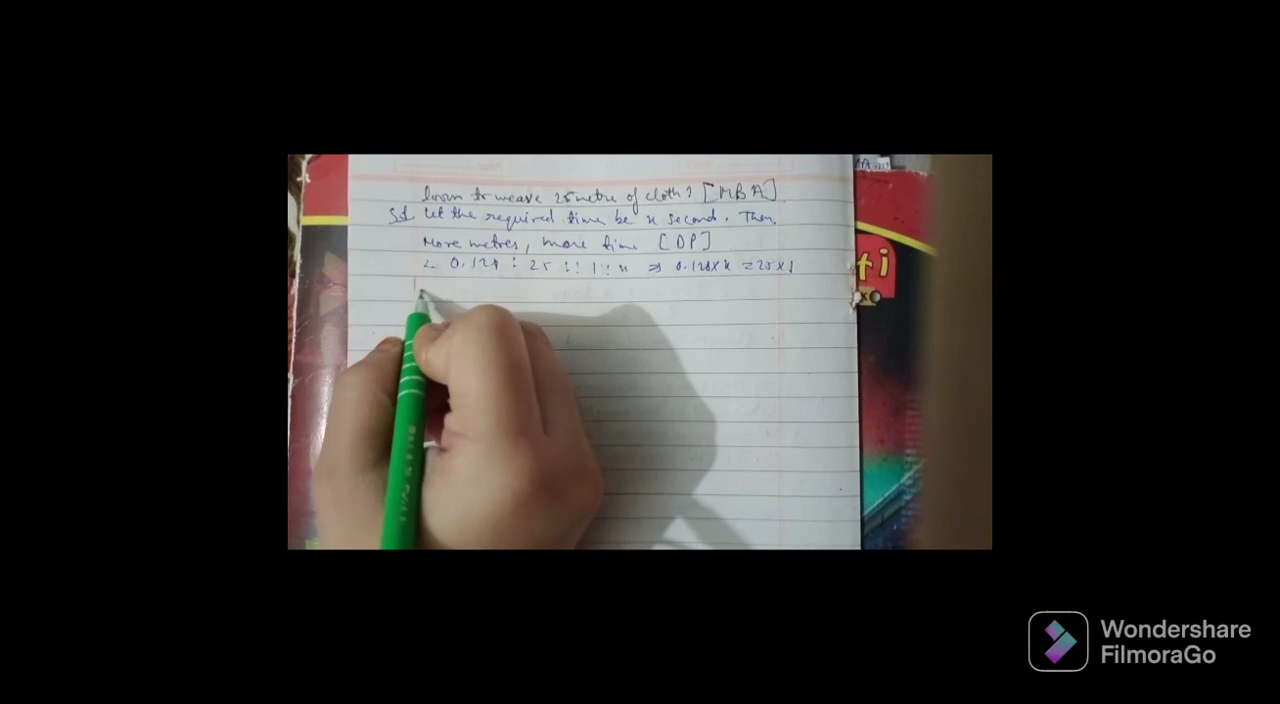 loom to weave 25 metre of cloth? [MBA]
Sol. Let the required time be x second. Then,
More metres, more time [DP]
∴ 0.128 : 25 :: 1 : x ⇒ 0.128 × x = 25 × 1
ti
Wondershare
FilmoraGo